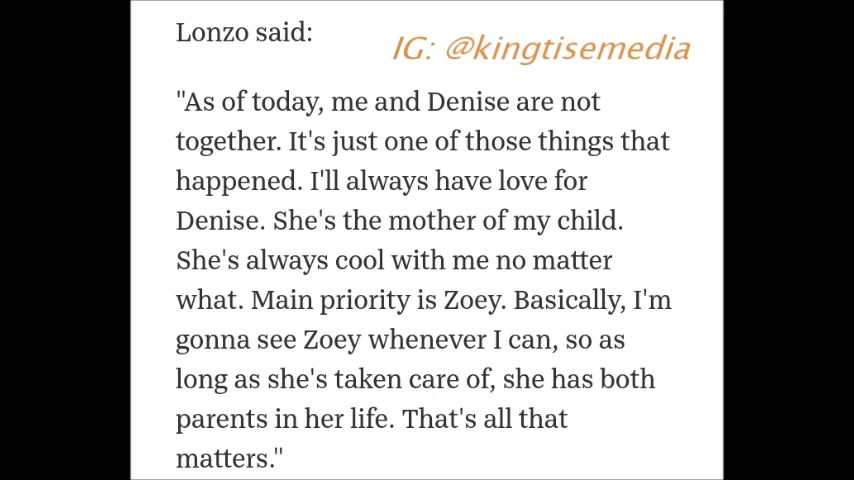 Lonzo said:
IG: @kingtisemedia
"As of today, me and Denise are not
together. It's just one of those things that
happened. I'll always have love for
Denise. She's the mother of my child.
She's always cool with me no matter
what. Main priority is Zoey. Basically, I'm
gonna see Zoey whenever I can, so as
long as she's taken care of, she has both
parents in her life. That's all that
matters."